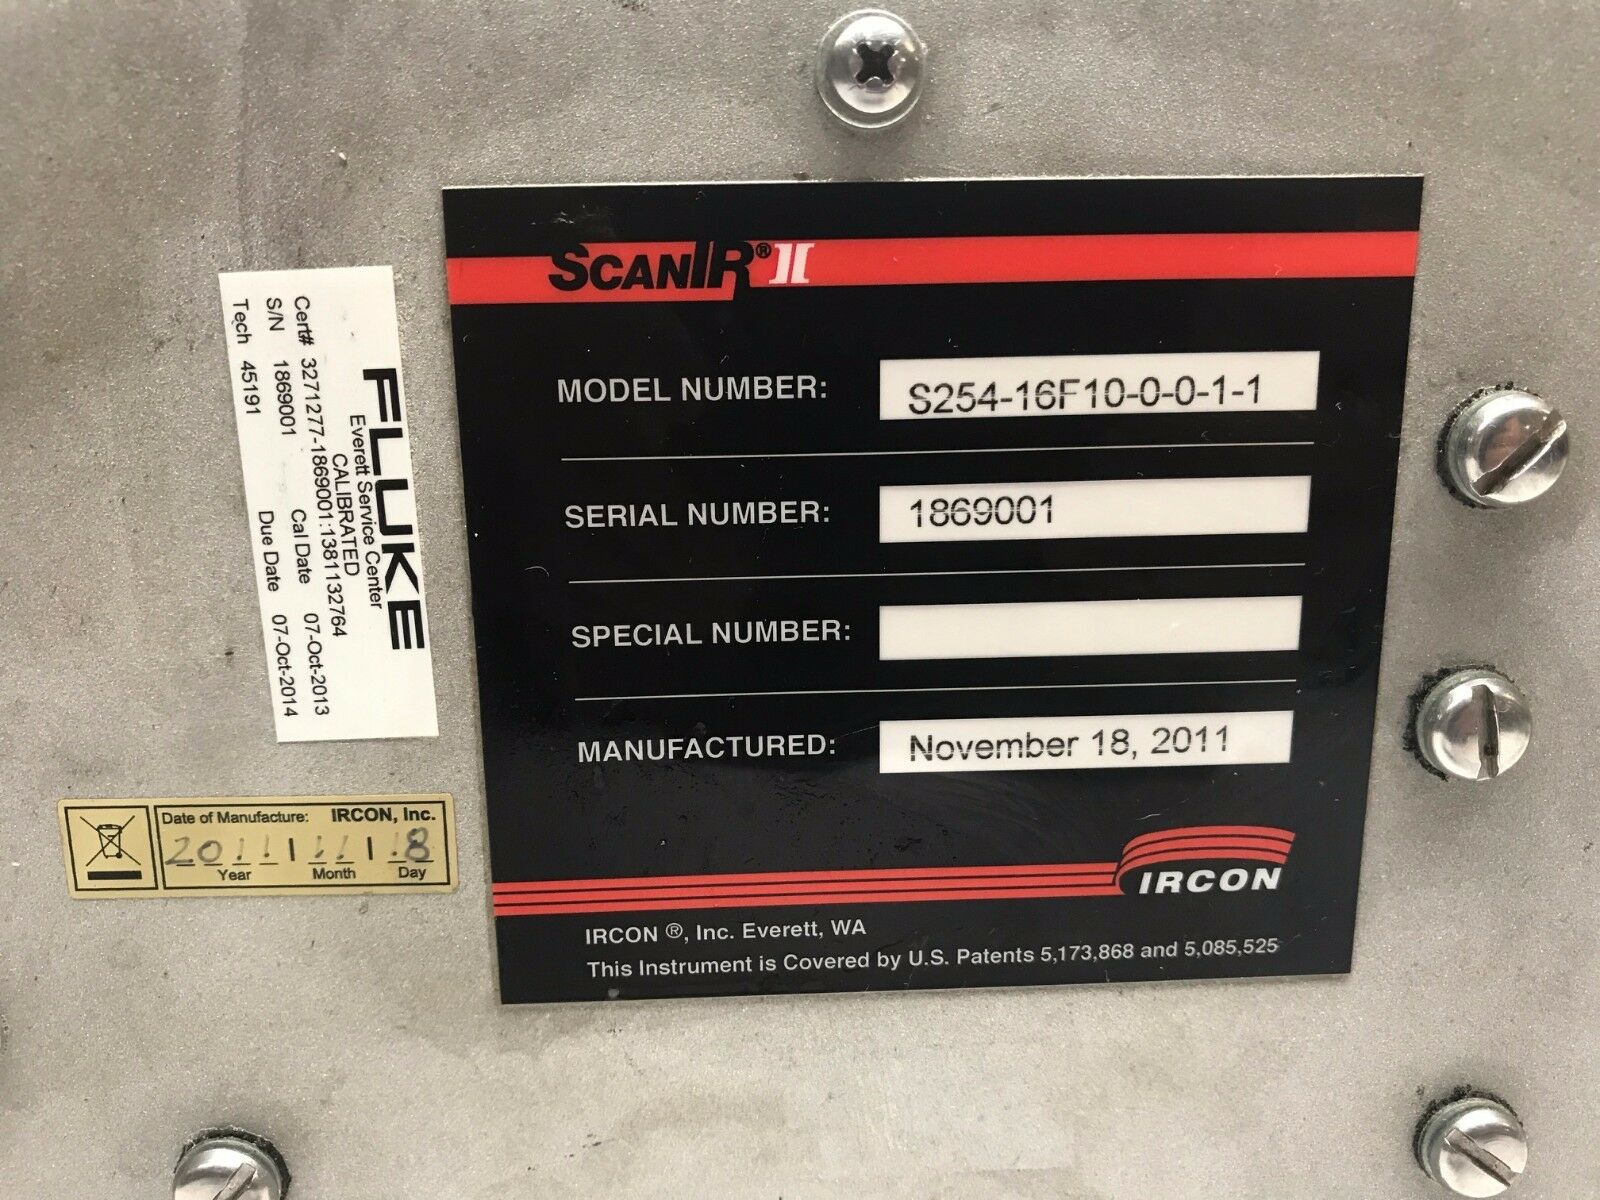 SCANIR® II
MODEL NUMBER: S254-16F10-0-0-1-1
SERIAL NUMBER: 1869001
SPECIAL NUMBER:
MANUFACTURED: November 18, 2011
IRCON
IRCON ®, Inc. Everett, WA
This Instrument is Covered by U.S. Patents 5,173,868 and 5,085,525
FLUKE
Everett Service Center
CALIBRATED
Cert# 3271277-1869001:1381132764
S/N 1869001 Cal Date 07-Oct-2013
Tech 45191 Due Date 07-Oct-2014
Date of Manufacture: IRCON, Inc.
2011 | 11 | 18
Year Month Day